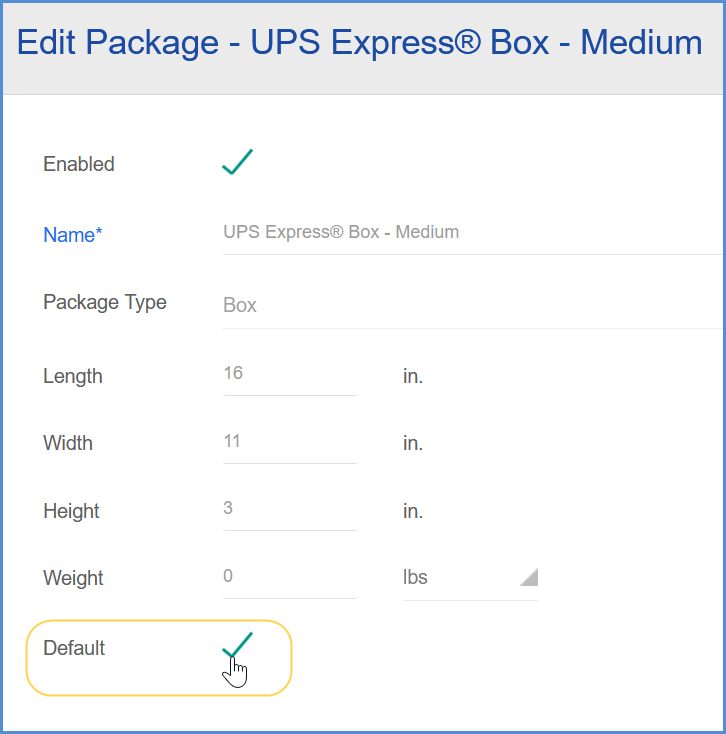 Edit Package - UPS Express® Box - Medium
Enabled
Name* UPS Express® Box - Medium
Package Type Box
Length 16 in.
Width 11 in.
Height 3 in.
Weight 0 lbs
Default